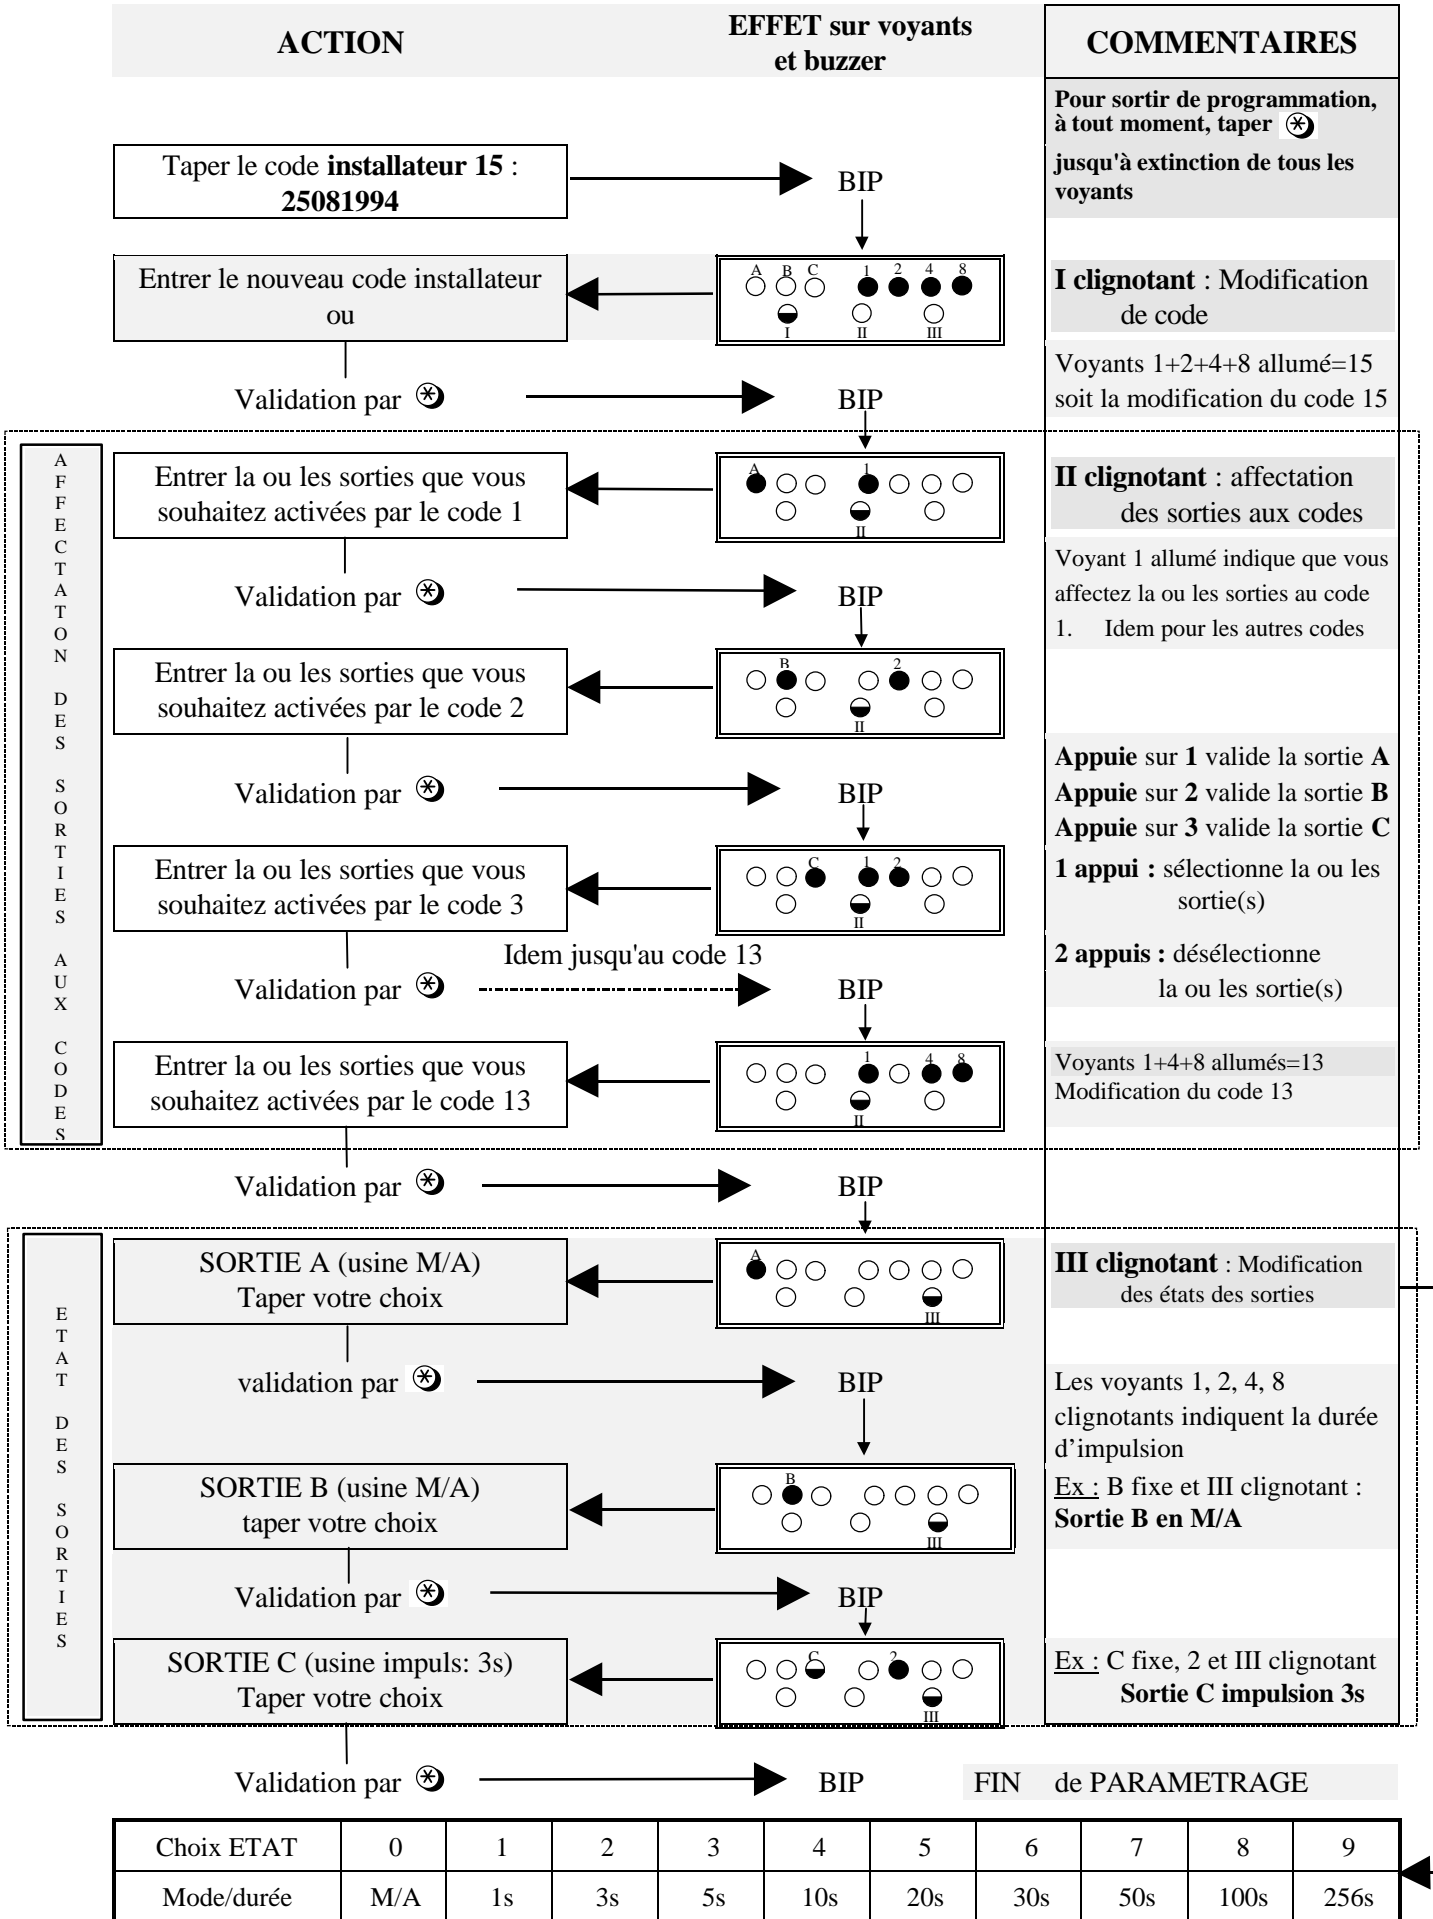 ACTION
EFFET sur voyants
et buzzer
COMMENTAIRES
Pour sortir de programmation,
à tout moment, taper
jusqu'à extinction de tous les
voyants
Taper le code installateur 15 :
25081994
BIP
Entrer le nouveau code installateur
ou
A B C 1 2 4 8
I II III
I clignotant : Modification
de code
Voyants 1+2+4+8 allumé=15
soit la modification du code 15
Validation par
BIP
AFFECTATON DES SORTIES AUX CODES
Entrer la ou les sorties que vous
souhaitez activées par le code 1
A 1
II
II clignotant : affectation
des sorties aux codes
Voyant 1 allumé indique que vous
affectez la ou les sorties au code
1. Idem pour les autres codes
Validation par
BIP
Entrer la ou les sorties que vous
souhaitez activées par le code 2
B 2
II
Appuie sur 1 valide la sortie A
Appuie sur 2 valide la sortie B
Appuie sur 3 valide la sortie C
Validation par
BIP
Entrer la ou les sorties que vous
souhaitez activées par le code 3
C 1 2
II
1 appui : sélectionne la ou les
sortie(s)
2 appuis : désélectionne
la ou les sortie(s)
Idem jusqu'au code 13
Validation par
BIP
Entrer la ou les sorties que vous
souhaitez activées par le code 13
1 4 8
II
Voyants 1+4+8 allumés=13
Modification du code 13
Validation par
BIP
ETAT DES SORTIES
SORTIE A (usine M/A)
Taper votre choix
A
III
III clignotant : Modification
des états des sorties
validation par
BIP
Les voyants 1, 2, 4, 8
clignotants indiquent la durée
d’impulsion
Ex : B fixe et III clignotant :
Sortie B en M/A
SORTIE B (usine M/A)
taper votre choix
B
III
Validation par
BIP
SORTIE C (usine impuls: 3s)
Taper votre choix
C 2
III
Ex : C fixe, 2 et III clignotant
Sortie C impulsion 3s
Validation par
BIP
FIN de PARAMETRAGE
Choix ETAT 0 1 2 3 4 5 6 7 8 9
Mode/durée M/A 1s 3s 5s 10s 20s 30s 50s 100s 256s